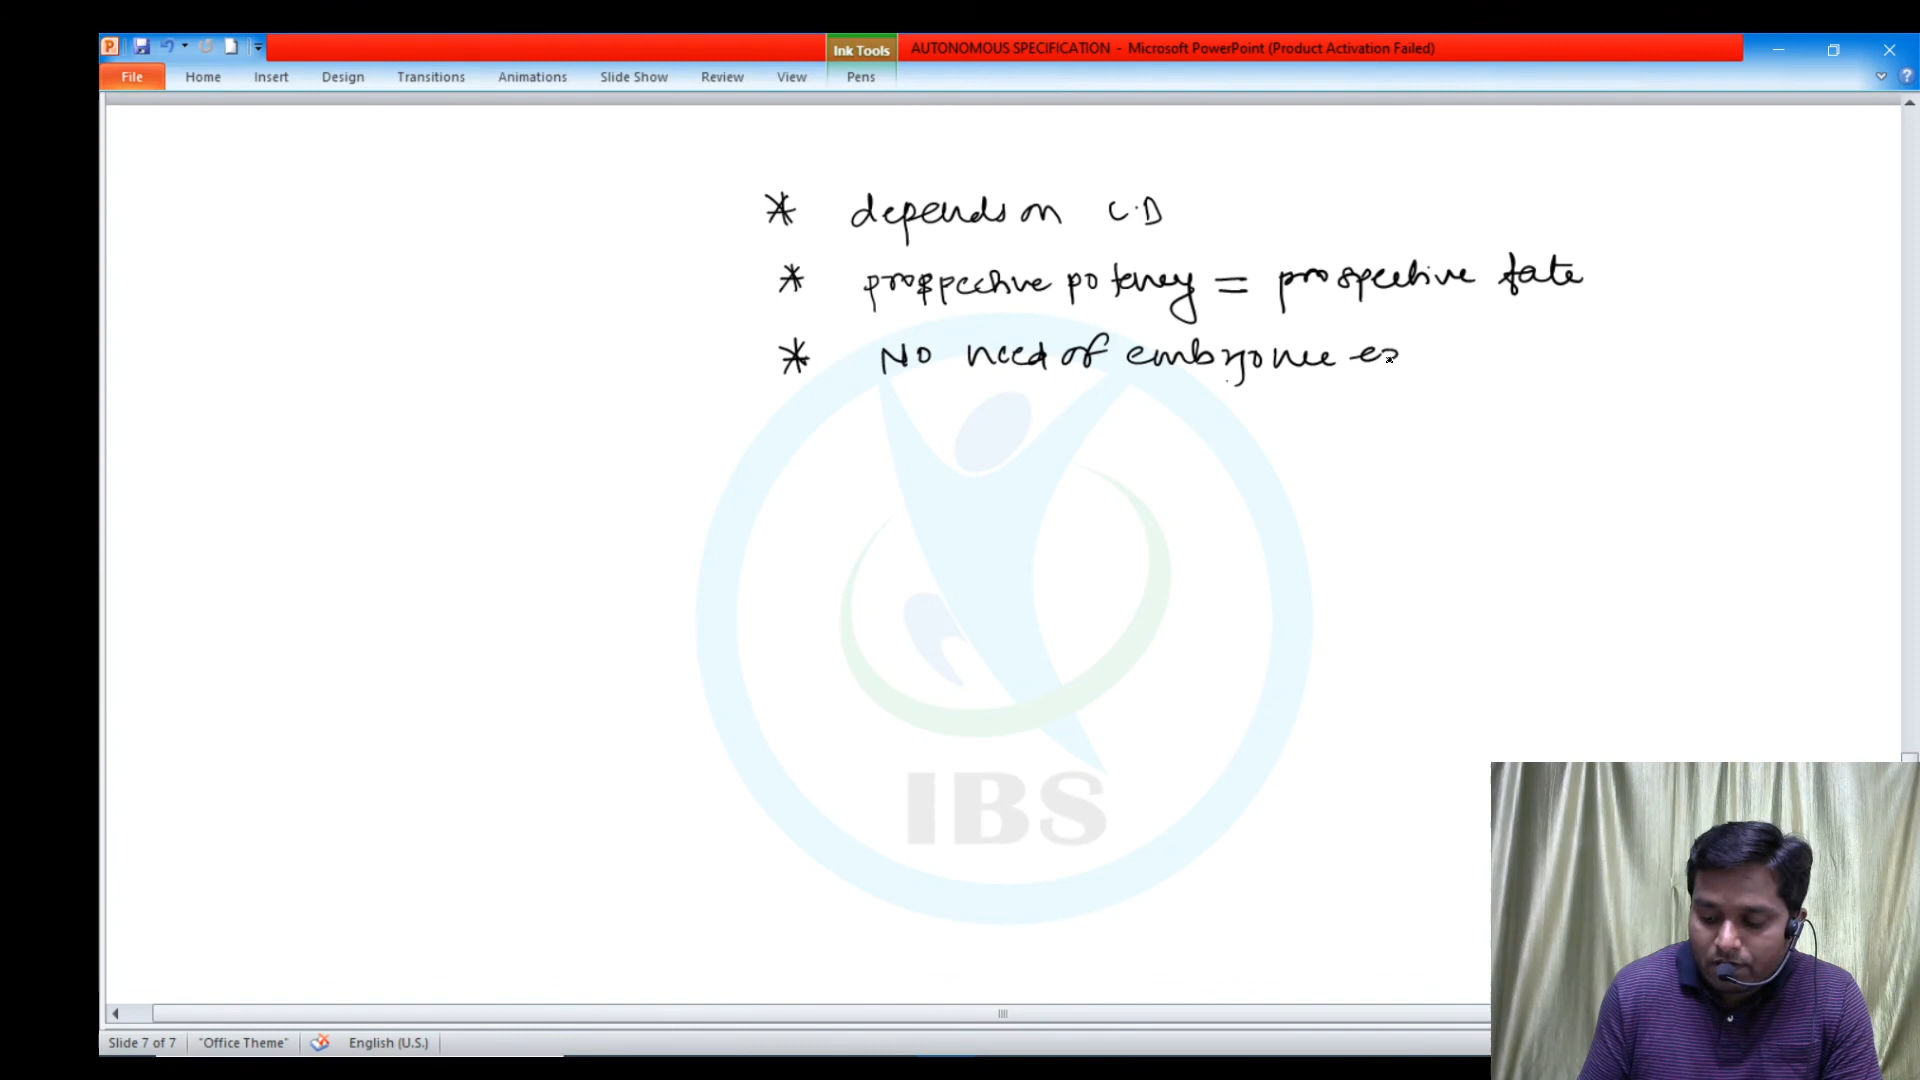 AUTONOMOUS SPECIFICATION - Microsoft PowerPoint (Product Activation Failed)
Ink Tools
File Home Insert Design Transitions Animations Slide Show Review View Pens
* depends on C.D
* prospective potency = prospective fate
* No need of embryonic
IBS
Slide 7 of 7 "Office Theme" English (U.S.)